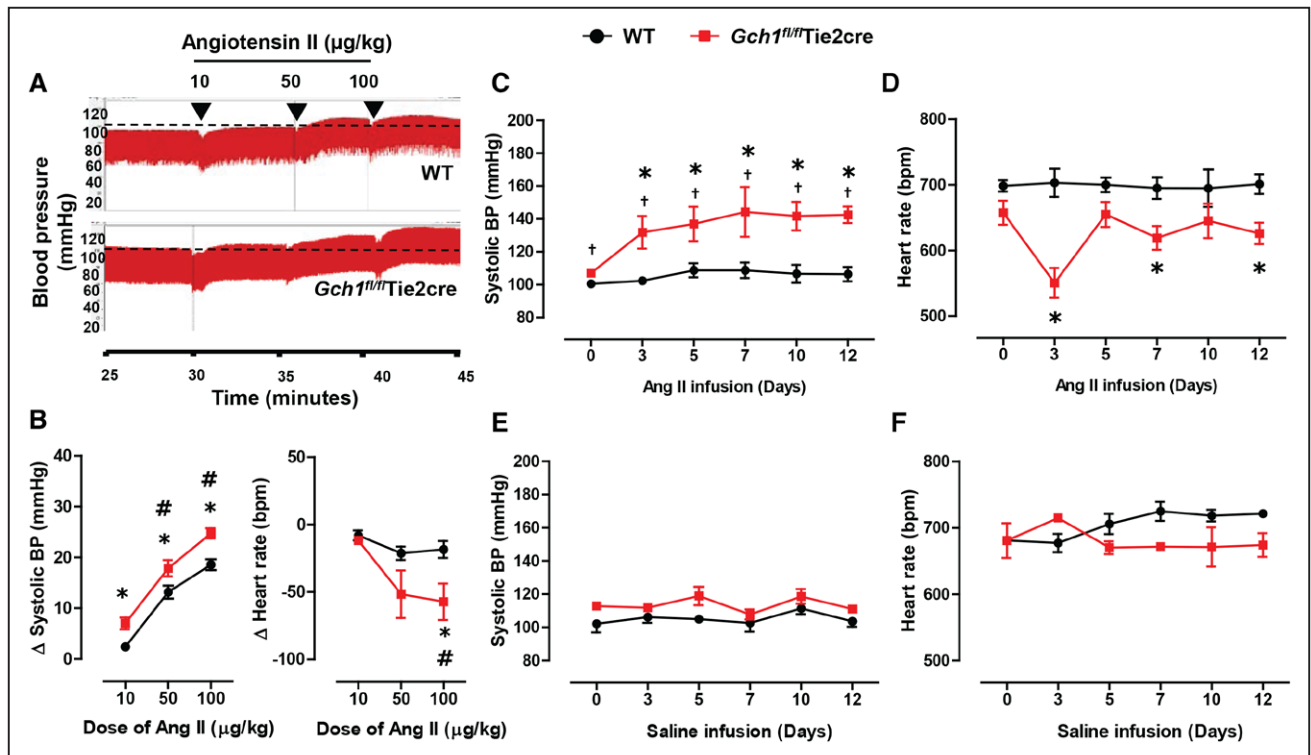 Angiotensin II (µg/kg)
10 50 100
WT Gch1fl/flTie2cre
A
120
100
80
60
40
20
WT
120
100
80
60
40
20
Gch1fl/flTie2cre
Blood pressure
(mmHg)
25 30 35 40 45
Time (minutes)
B
40
30
20
10
0
Δ Systolic BP (mmHg)
*
# *
# *
10 50 100
Dose of Ang II (µg/kg)
50
0
-50
-100
Δ Heart rate (bpm)
*
#
10 50 100
Dose of Ang II (µg/kg)
C
200
180
160
140
120
100
80
Systolic BP (mmHg)
* * * * *
† † † † † †
0 3 5 7 10 12
Ang II infusion (Days)
D
800
700
600
500
Heart rate (bpm)
* * *
0 3 5 7 10 12
Ang II infusion (Days)
E
200
180
160
140
120
100
80
Systolic BP (mmHg)
0 3 5 7 10 12
Saline infusion (Days)
F
800
700
600
500
Heart rate (bpm)
0 3 5 7 10 12
Saline infusion (Days)